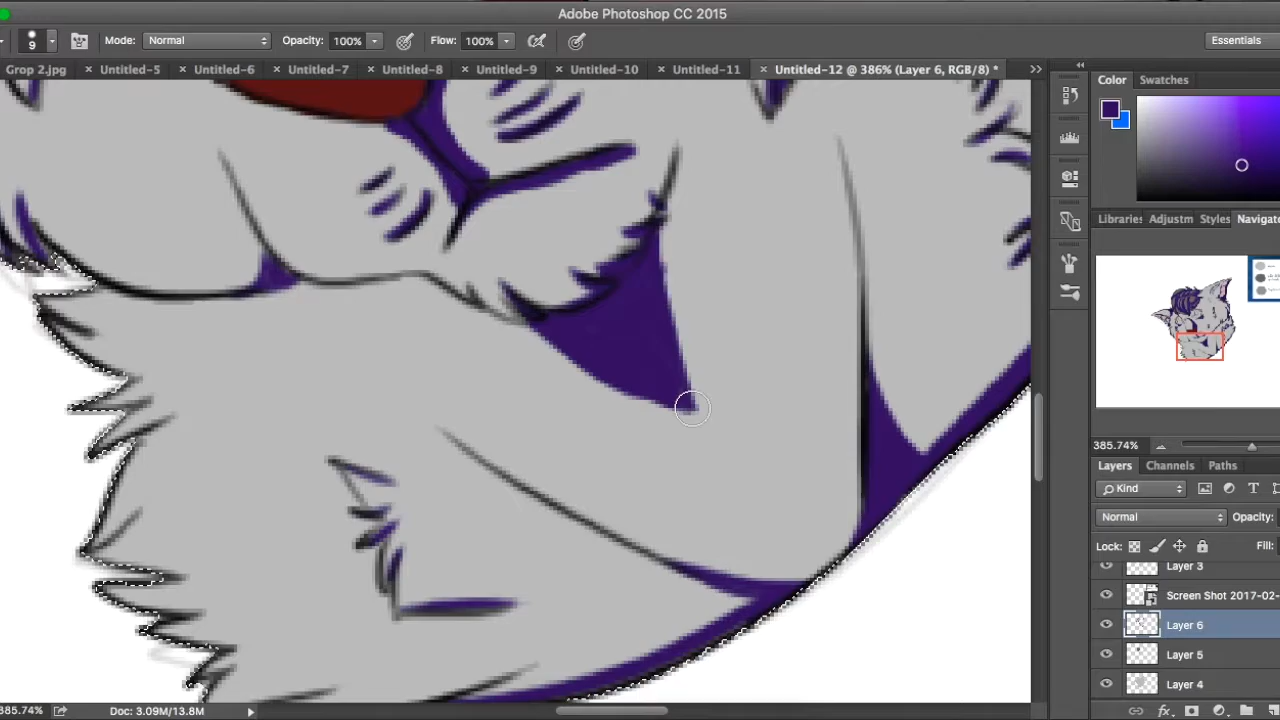 Adobe Photoshop CC 2015
9 Mode: Normal Opacity: 100% Flow: 100% Essentials
Grop 2.jpg × Untitled-5 × Untitled-6 × Untitled-7 × Untitled-8 × Untitled-9 × Untitled-10 × Untitled-11 × Untitled-12 @ 386% (Layer 6, RGB/8) *
Color Swatches
Libraries Adjustm Styles Navigato
385.74%
Layers Channels Paths
Kind
Normal Opacity:
Lock: Fill:
Layer 3
Screen Shot 2017-02-
Layer 6
Layer 5
Layer 4
385.74% Doc: 3.09M/13.8M
fx